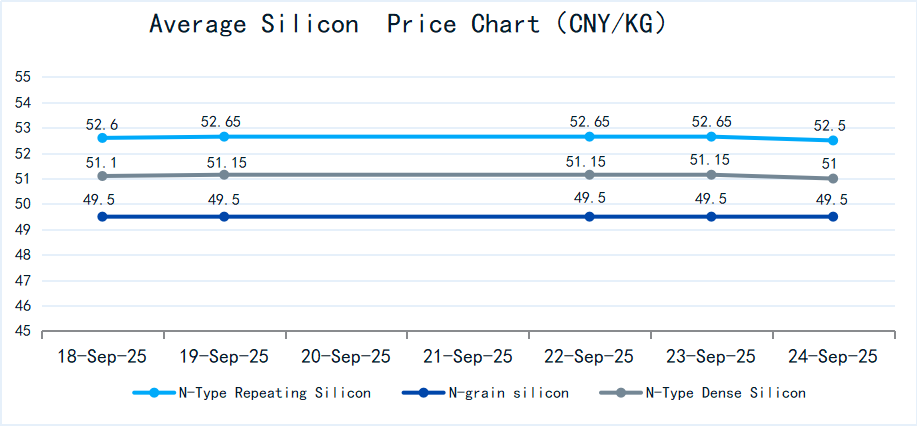 Average Silicon  Price Chart（CNY/KG）
55
54
53
52
51
50
49
48
47
46
45
52.6 52.65 52.65 52.65 52.5
51.1 51.15 51.15 51.15 51
49.5 49.5 49.5 49.5 49.5
18-Sep-25 19-Sep-25 20-Sep-25 21-Sep-25 22-Sep-25 23-Sep-25 24-Sep-25
N-Type Repeating Silicon N-grain silicon N-Type Dense Silicon